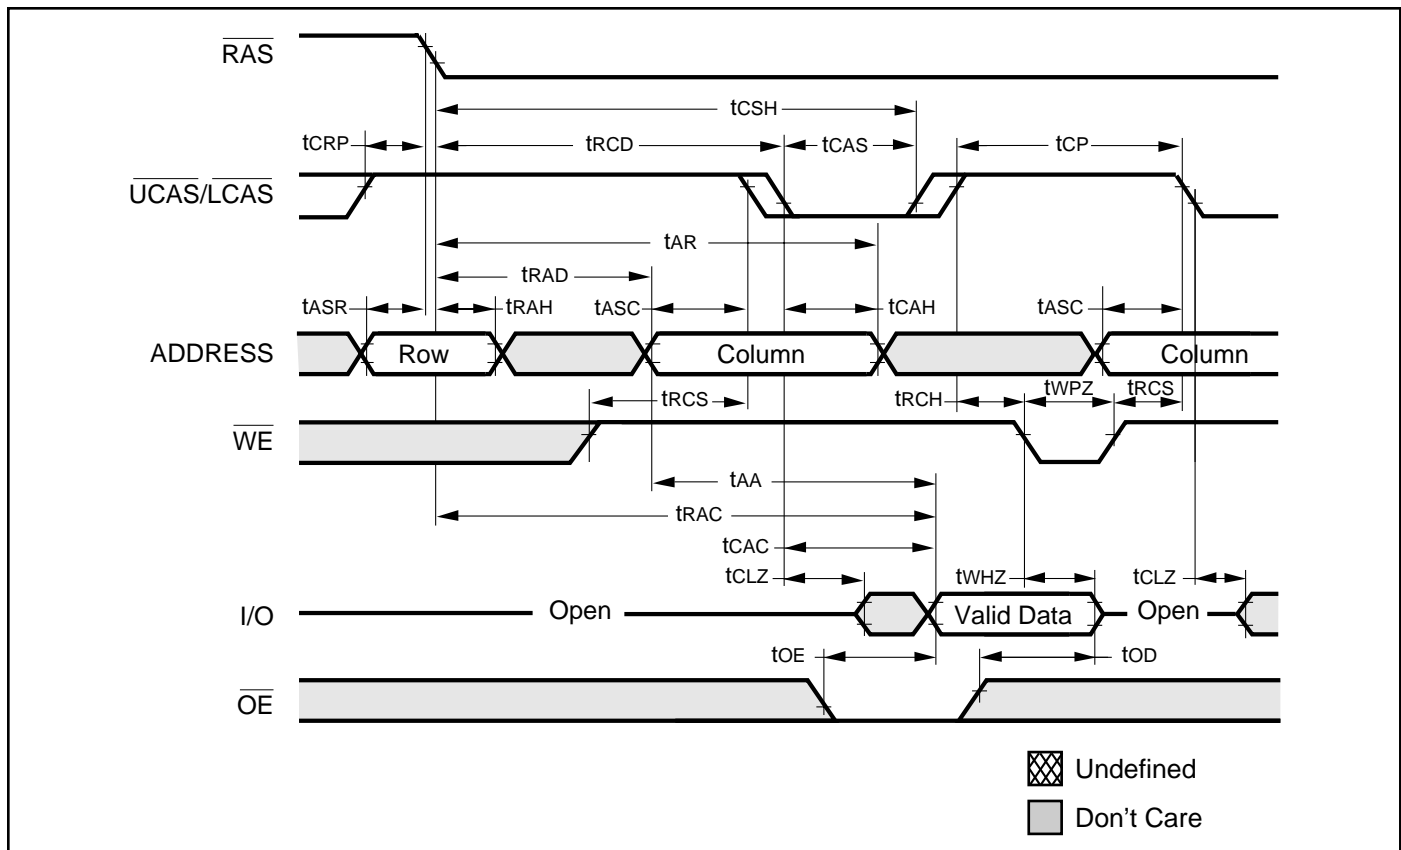 RAS
tCSH
tCRP tRCD tCAS tCP
UCAS/LCAS
tAR
tRAD
tASR tRAH tASC tCAH tASC
ADDRESS Row Column Column
tRCS tRCH tWPZ tRCS
WE
tAA
tRAC
tCAC
tCLZ tWHZ tCLZ
I/O Open Valid Data Open
tOE tOD
OE
Undefined
Don't Care